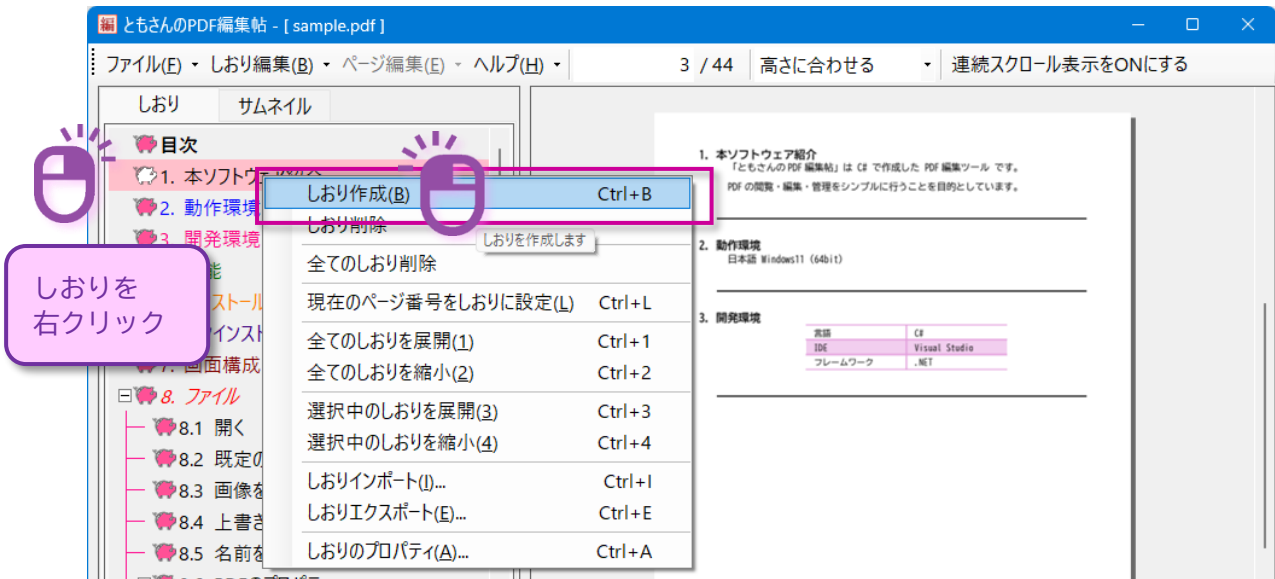 編 ともさんのPDF編集帖 - [ sample.pdf ]
ファイル(F) しおり編集(B) ページ編集(E) ヘルプ(H) 3 / 44 高さに合わせる 連続スクロール表示をONにする
しおり サムネイル
目次
1. 本ソフトウェア
2. 動作環境
3. 開発環境
能
ストール
インスト
7. 画面構成
8. ファイル
8.1 開く
8.2 既定の
8.3 画像を
8.4 上書き
8.5 名前を
しおりを
右クリック
しおり作成(B) Ctrl+B
しおり削除
しおりを作成します
全てのしおり削除
現在のページ番号をしおりに設定(L) Ctrl+L
全てのしおりを展開(1) Ctrl+1
全てのしおりを縮小(2) Ctrl+2
選択中のしおりを展開(3) Ctrl+3
選択中のしおりを縮小(4) Ctrl+4
しおりインポート(I)... Ctrl+I
しおりエクスポート(E)... Ctrl+E
しおりのプロパティ(A)... Ctrl+A
1. 本ソフトウェア紹介
「ともさんの PDF 編集帖」は C# で作成した PDF 編集ツール です。
PDF の閲覧・編集・管理をシンプルに行うことを目的としています。
2. 動作環境
日本語 Windows11 (64bit)
3. 開発環境
言語 C#
IDE Visual Studio
フレームワーク .NET